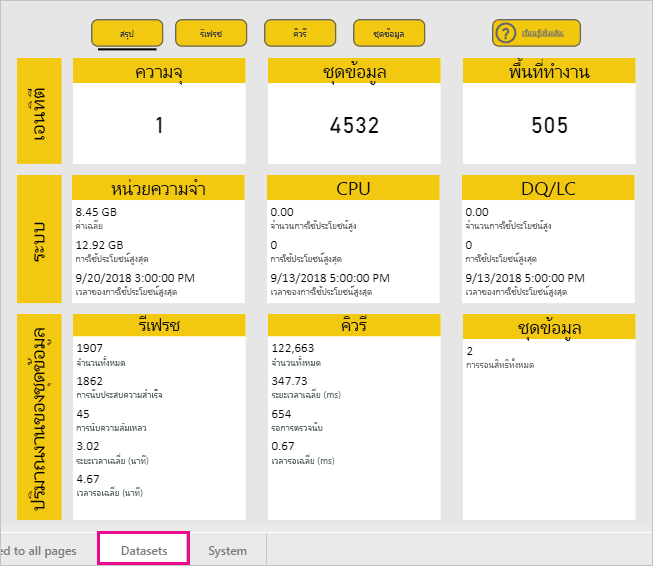 สรุป
รีเฟรช
คิวรี
ชุดข้อมูล
เอนทิตี
ความจุ
1
ชุดข้อมูล
4532
พื้นที่ทำงาน
505
ระบบ
หน่วยความจำ
8.45 GB
ค่าเฉลี่ย
12.92 GB
การใช้ประโยชน์สูงสุด
9/20/2018 3:00:00 PM
เวลาของการใช้ประโยชน์สูงสุด
CPU
0.00
จำนวนการใช้ประโยชน์สูง
0
การใช้ประโยชน์สูงสุด
9/13/2018 5:00:00 PM
เวลาของการใช้ประโยชน์สูงสุด
DQ/LC
0.00
จำนวนการใช้ประโยชน์สูง
0
การใช้ประโยชน์สูงสุด
9/13/2018 5:00:00 PM
เวลาของการใช้ประโยชน์สูงสุด
ปริมาณงานของชุดข้อมูล
รีเฟรช
1907
จำนวนทั้งหมด
1862
การนับประสบความสำเร็จ
45
การนับความล้มเหลว
3.02
ระยะเวลาเฉลี่ย (นาที)
4.67
เวลารอเฉลี่ย (นาที)
คิวรี
122,663
จำนวนทั้งหมด
347.73
ระยะเวลาเฉลี่ย (ms)
654
รอการตรวจนับ
0.67
เวลารอเฉลี่ย (ms)
ชุดข้อมูล
2
การรอนสิทธิทั้งหมด
ed to all pages
Datasets
System